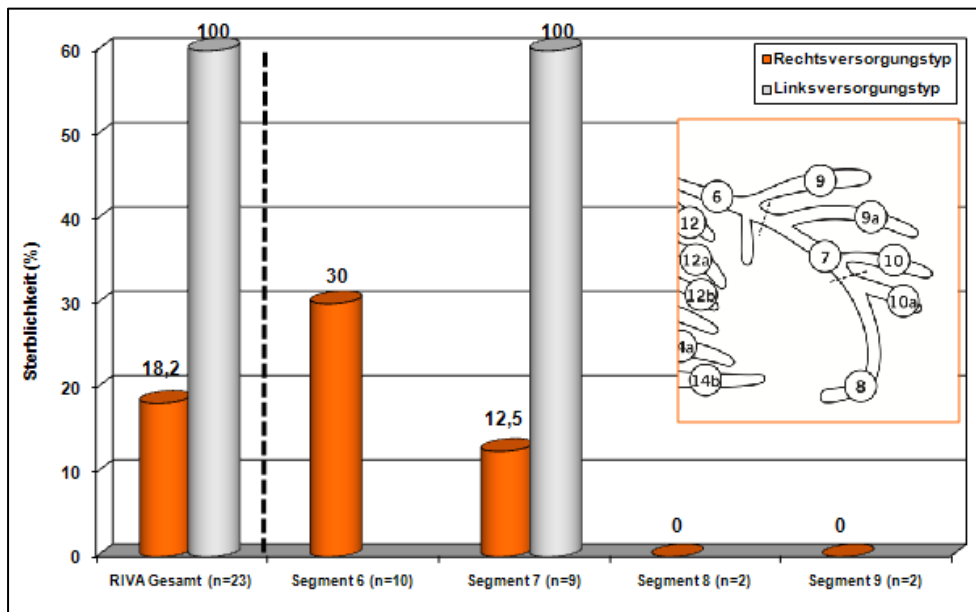 100
100
60
50
40
30
20
10
0
Sterblichkeit (%)
Rechtsversorgungstyp
Linksversorgungstyp
18,2
30
12,5
0
0
6
9
9a
12
12a
7
10
12b
10a
4a
14b
8
RIVA Gesamt (n=23)
Segment 6 (n=10)
Segment 7 (n=9)
Segment 8 (n=2)
Segment 9 (n=2)